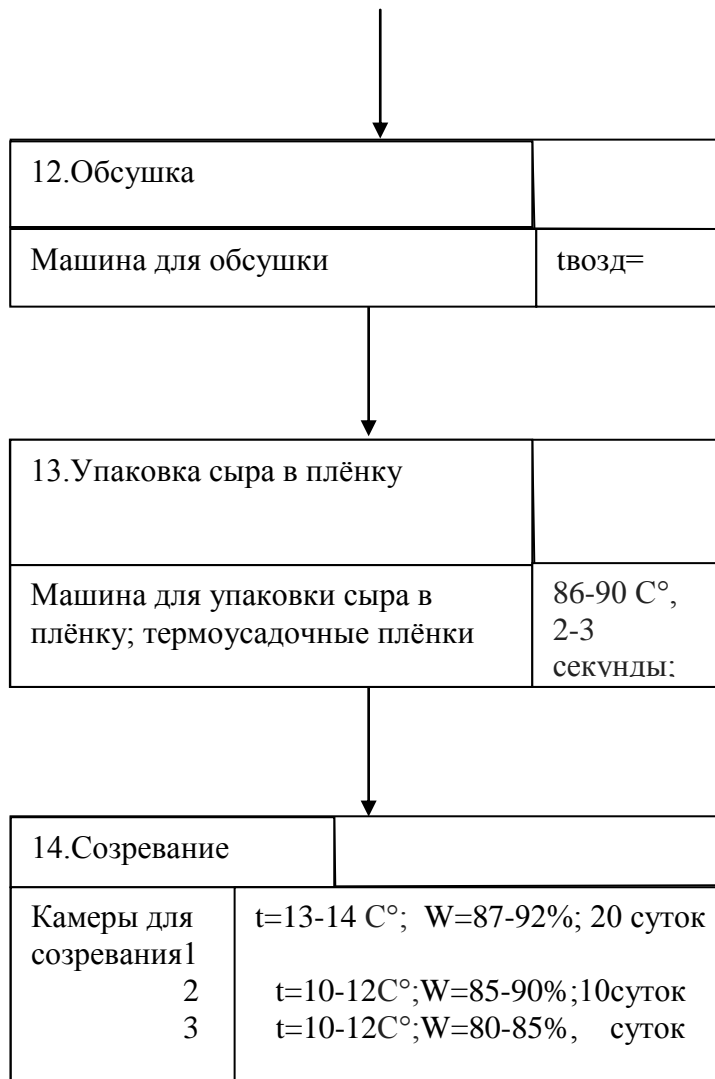 12.Обсушка
Машина для обсушки
tвозд=
13.Упаковка сыра в плёнку
Машина для упаковки сыра в
плёнку; термоусадочные плёнки
86-90 С°,
2-3
секунды;
14.Созревание
Камеры для
созревания1
t=13-14 С°; W=87-92%; 20 суток
2 t=10-12С°;W=85-90%;10суток
3 t=10-12С°;W=80-85%, суток